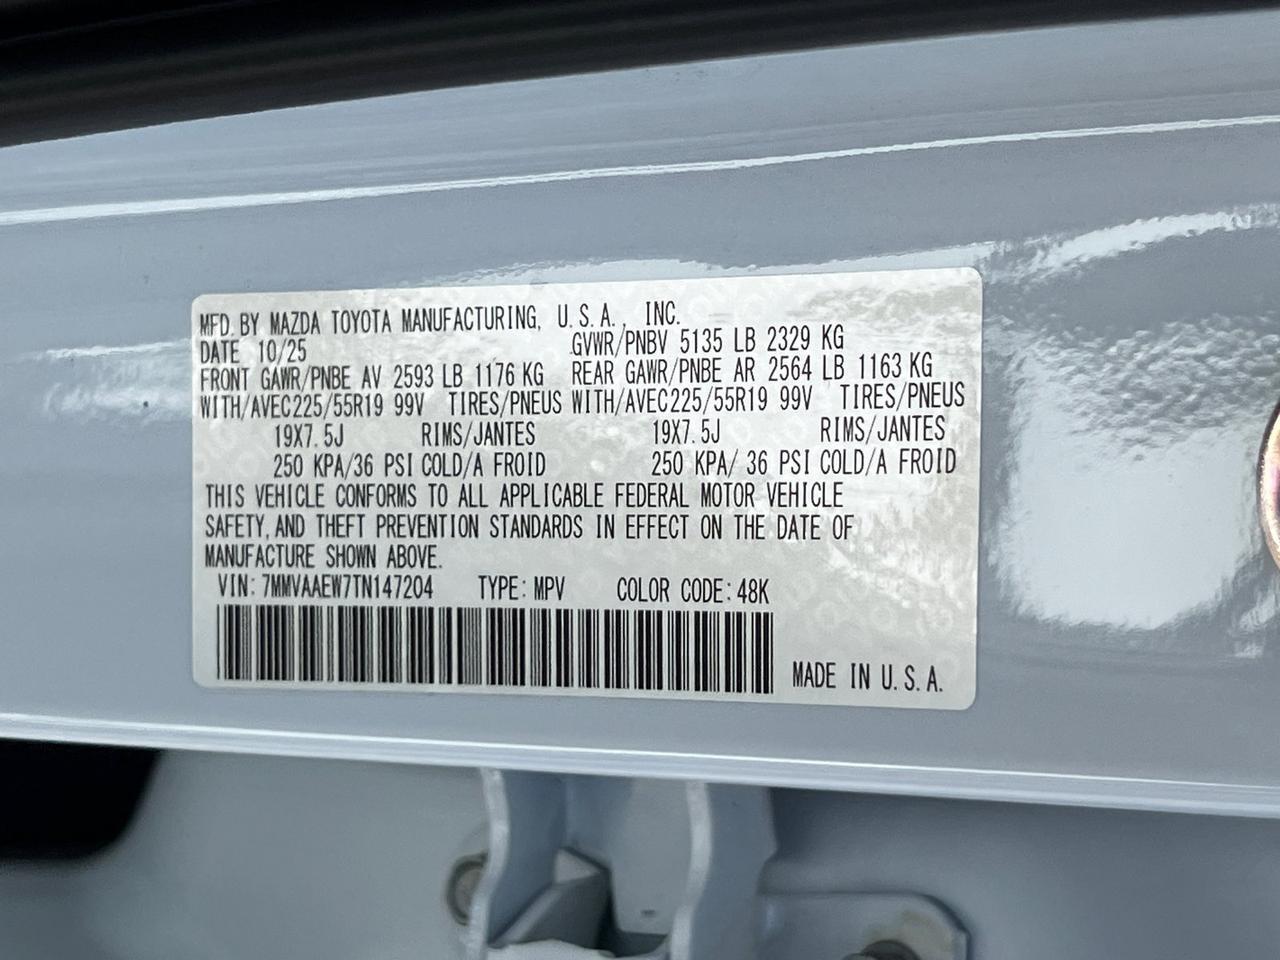 MFD. BY MAZDA TOYOTA MANUFACTURING, U.S.A., INC.
DATE 10/25 GVWR/PNBV 5135 LB 2329 KG
FRONT GAWR/PNBE AV 2593 LB 1176 KG REAR GAWR/PNBE AR 2564 LB 1163 KG
WITH/AVEC225/55R19 99V TIRES/PNEUS WITH/AVEC225/55R19 99V TIRES/PNEUS
19X7.5J RIMS/JANTES 19X7.5J RIMS/JANTES
250 KPA/36 PSI COLD/A FROID 250 KPA/ 36 PSI COLD/A FROID
THIS VEHICLE CONFORMS TO ALL APPLICABLE FEDERAL MOTOR VEHICLE
SAFETY, AND THEFT PREVENTION STANDARDS IN EFFECT ON THE DATE OF
MANUFACTURE SHOWN ABOVE.
VIN: 7MMVAAEW7TN147204 TYPE: MPV COLOR CODE: 48K
MADE IN U.S.A.